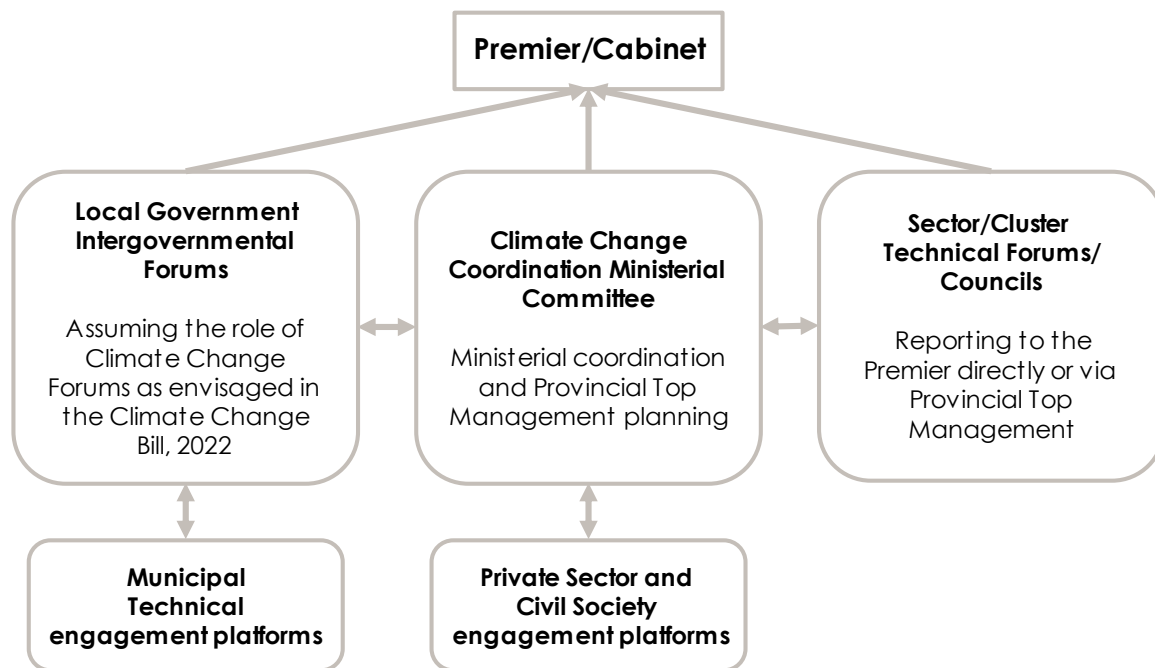 Premier/Cabinet
Local Government
Intergovernmental
Forums
Assuming the role of
Climate Change
Forums as envisaged in
the Climate Change
Bill, 2022
Climate Change
Coordination Ministerial
Committee
Ministerial coordination
and Provincial Top
Management planning
Sector/Cluster
Technical Forums/
Councils
Reporting to the
Premier directly or via
Provincial Top
Management
Municipal
Technical
engagement platforms
Private Sector and
Civil Society
engagement platforms